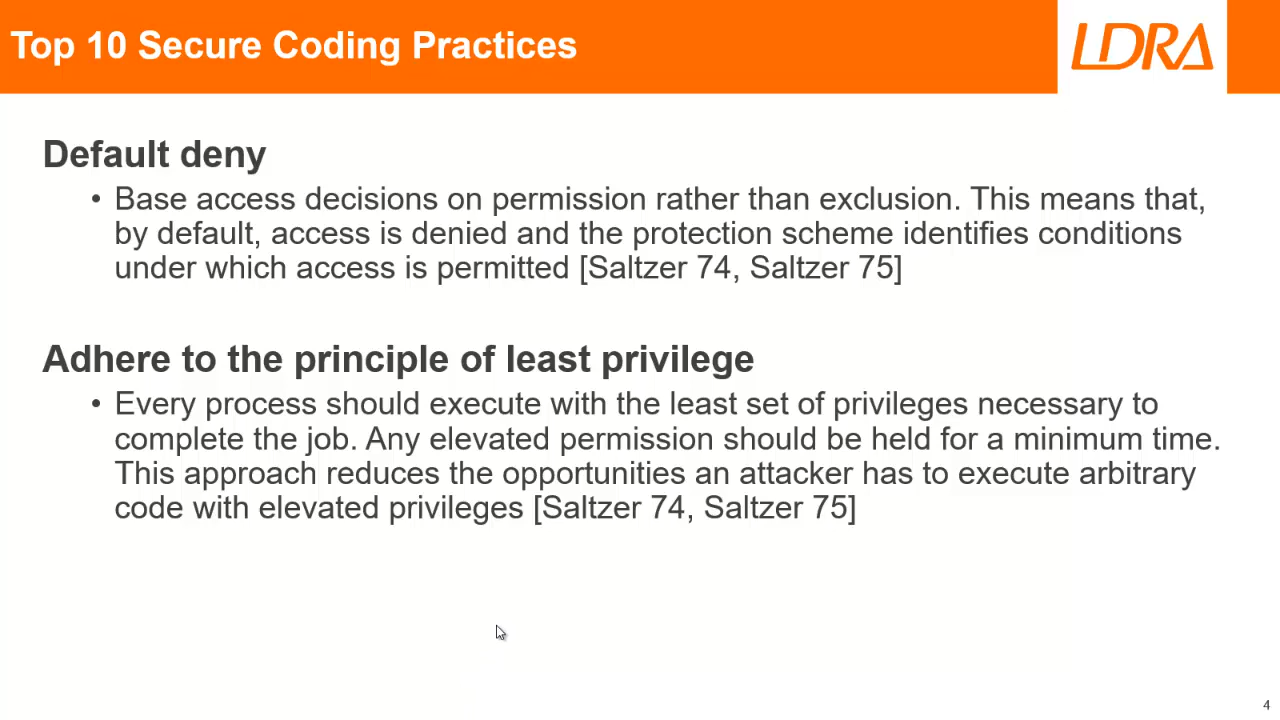 Top 10 Secure Coding Practices
LDRA
Default deny
• Base access decisions on permission rather than exclusion. This means that,
by default, access is denied and the protection scheme identifies conditions
under which access is permitted [Saltzer 74, Saltzer 75]
Adhere to the principle of least privilege
• Every process should execute with the least set of privileges necessary to
complete the job. Any elevated permission should be held for a minimum time.
This approach reduces the opportunities an attacker has to execute arbitrary
code with elevated privileges [Saltzer 74, Saltzer 75]
4